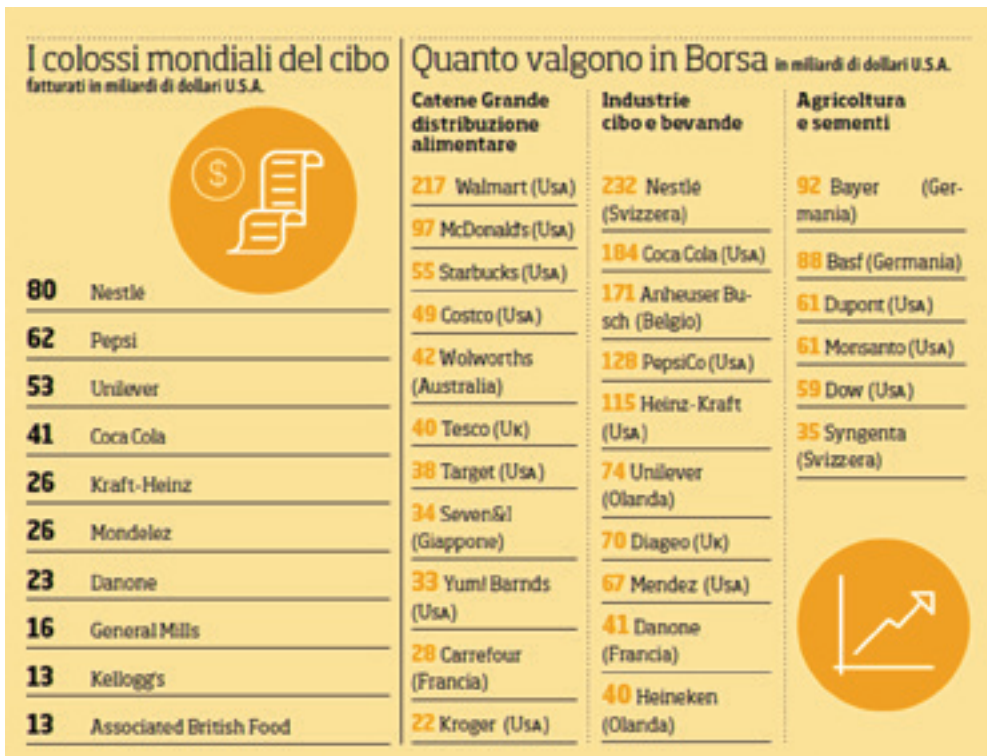 I colossi mondiali del cibo
fatturati in miliardi di dollari U.S.A.
$
80 Nestlé
62 Pepsi
53 Unilever
41 Coca Cola
26 Kraft-Heinz
26 Mondelez
23 Danone
16 General Mills
13 Kellogg's
13 Associated British Food
Quanto valgono in Borsa in miliardi di dollari U.S.A.
Catene Grande
distribuzione
alimentare
217 Walmart (USA)
97 McDonald's (USA)
55 Starbucks (USA)
49 Costco (USA)
42 Wolworths
(Australia)
40 Tesco (UK)
38 Target (USA)
34 Seven&I
(Giappone)
33 Yum! Barnds
(USA)
28 Carrefour
(Francia)
22 Kroger (USA)
Industrie
cibo e bevande
232 Nestlé
(Svizzera)
184 Coca Cola (USA)
171 Anheuser Bu-
sch (Belgio)
128 PepsiCo (USA)
115 Heinz-Kraft
(USA)
74 Unilever
(Olanda)
70 Diageo (UK)
67 Mendez (USA)
41 Danone
(Francia)
40 Heineken
(Olanda)
Agricoltura
e sementi
92 Bayer (Ger-
mania)
88 Basf (Germania)
61 Dupont (USA)
61 Monsanto (USA)
59 Dow (USA)
35 Syngenta
(Svizzera)